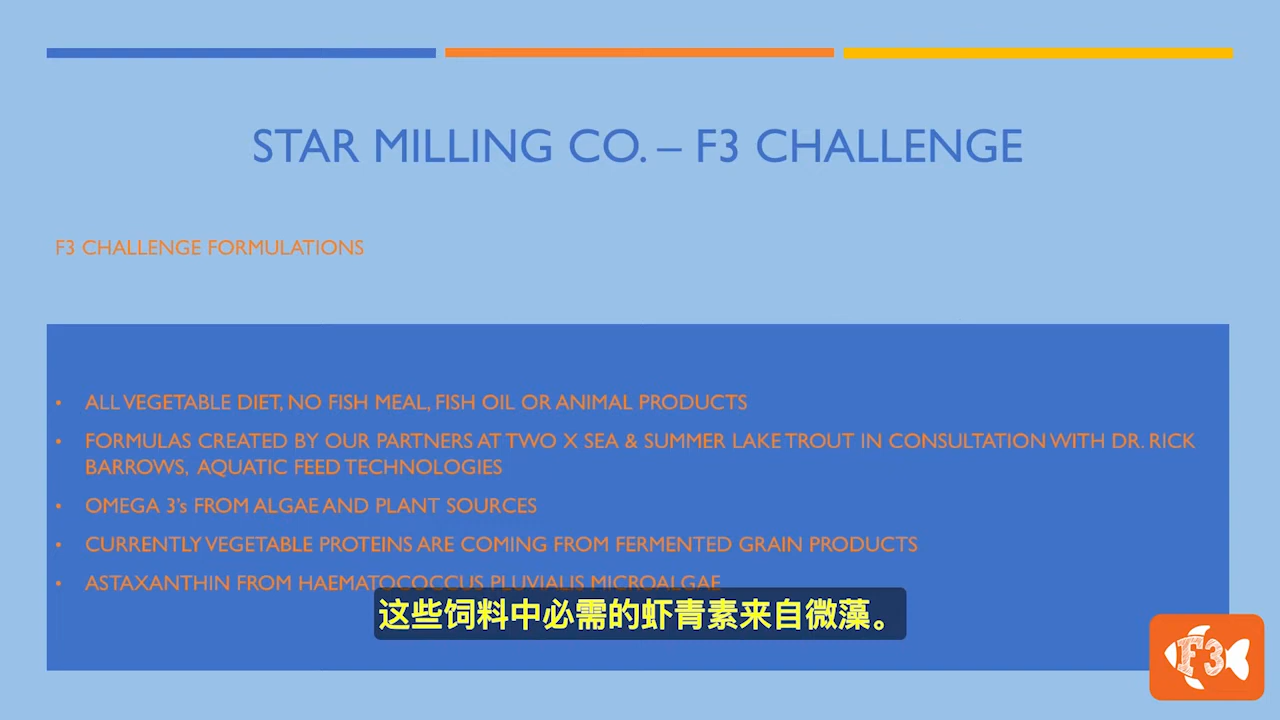 STAR MILLING CO. – F3 CHALLENGE
F3 CHALLENGE FORMULATIONS
• ALL VEGETABLE DIET, NO FISH MEAL, FISH OIL OR ANIMAL PRODUCTS
• FORMULAS CREATED BY OUR PARTNERS AT TWO X SEA & SUMMER LAKE TROUT IN CONSULTATION WITH DR. RICK
BARROWS, AQUATIC FEED TECHNOLOGIES
• OMEGA 3's FROM ALGAE AND PLANT SOURCES
• CURRENTLY VEGETABLE PROTEINS ARE COMING FROM FERMENTED GRAIN PRODUCTS
• ASTAXANTHIN FROM HAEMATOCOCCUS PLUVIALIS MICROALGAE
这些饲料中必需的虾青素来自微藻。
F3